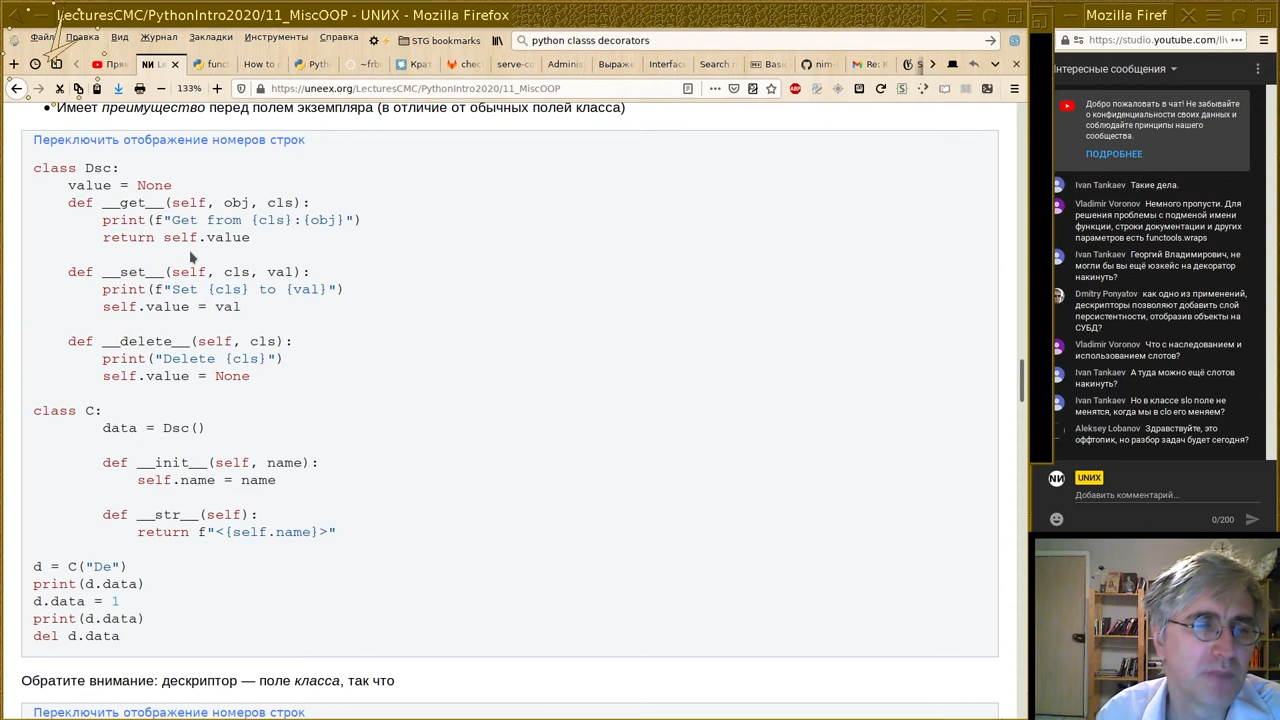 LecturesCMC/PythonIntro2020/11_MiscOOP - UNИX - Mozilla Firefox
Mozilla Firef
Файл Правка Вид Журнал Закладки Инструменты Справка
STG bookmarks
python classs decorators
https://studio.youtube.com/liv
133%
https://uneex.org/LecturesCMC/PythonIntro2020/11_MiscOOP
Имеет преимущество перед полем экземпляра (в отличие от обычных полей класса)
Переключить отображение номеров строк
class Dsc:
value = None
def __get__(self, obj, cls):
print(f"Get from {cls}:{obj}")
return self.value
def __set__(self, cls, val):
print(f"Set {cls} to {val}")
self.value = val
def __delete__(self, cls):
print("Delete {cls}")
self.value = None
class C:
data = Dsc()
def __init__(self, name):
self.name = name
def __str__(self):
return f"<{self.name}>"
d = C("De")
print(d.data)
d.data = 1
print(d.data)
del d.data
Обратите внимание: дескриптор — поле класса, так что
Переключить отображение номеров строк
Интересные сообщения
Добро пожаловать в чат! Не забывайте
о конфиденциальности своих данных и
соблюдайте принципы нашего
сообщества.
ПОДРОБНЕЕ
Ivan Tankaev Такие дела.
Vladimir Voronov Немного пропусти. Для
решения проблемы с подменой имени
функции, строки документации и других
параметров есть functools.wraps
Ivan Tankaev Георгий Владимирович, не
могли бы вы ещё юзкейс на декоратор
накинуть?
Dmitry Ponyatov как одно из применений,
дескрипторы позволяют добавить слой
персистентности, отобразив объекты на
СУБД?
Vladimir Voronov Что с наследованием и
использованием слотов?
Ivan Tankaev А туда можно ещё слотов
накинуть?
Ivan Tankaev Но в классе slo поле не
менятся, когда мы в clo его меняем?
Aleksey Lobanov Здравствуйте, это
оффтопик, но разбор задач будет сегодня?
UNИX
Добавить комментарий...
0/200